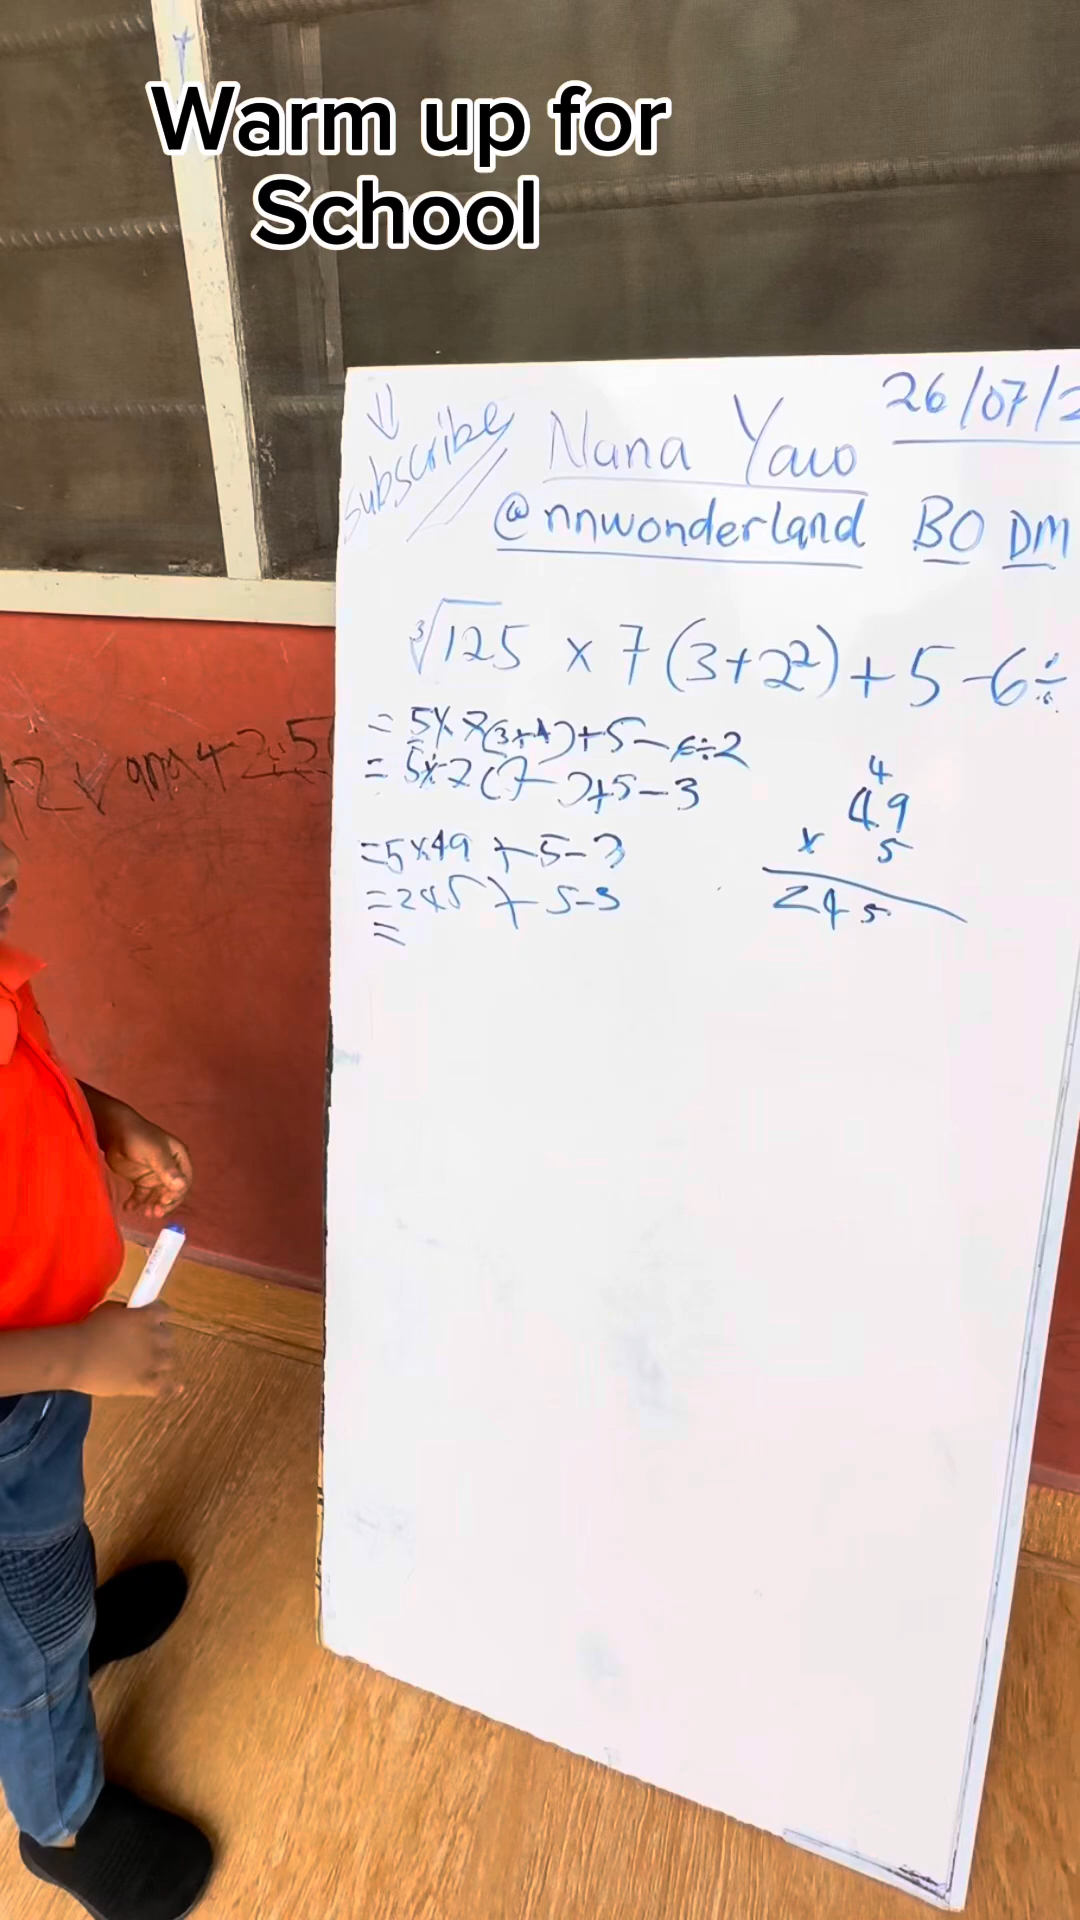 Warm up for
School
26/07/2
Subscribe
Nana Yaw
@nnwonderland BODM
∛125 × 7(3+2²)+5-6÷
= 5×7(3+4)+5-6÷2
= 5×7(7)+5-3
=5×49+5-3
=245+5-3
=
4
49
× 5
245